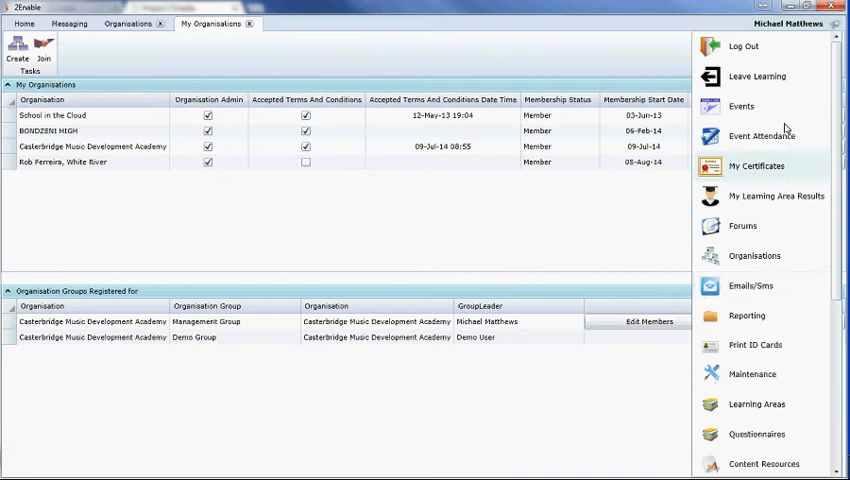 2Enable
Home Messaging Organisations My Organisations Michael Matthews
Create Join
Tasks
My Organisations
Organisation Organisation Admin Accepted Terms And Conditions Accepted Terms And Conditions Date Time Membership Status Membership Start Date
School in the Cloud 12-May-13 19:04 Member 03-Jun-13
BONDZENI HIGH Member 06-Feb-14
Casterbridge Music Development Academy 09-Jul-14 08:55 Member 09-Jul-14
Rob Ferreira, White River Member 05-Aug-14
Organisation Groups Registered for
Organisation Organisation Group Organisation GroupLeader
Casterbridge Music Development Academy Management Group Casterbridge Music Development Academy Michael Matthews Edit Members
Casterbridge Music Development Academy Demo Group Casterbridge Music Development Academy Demo User
Log Out
Leave Learning
Events
Event Attendance
My Certificates
My Learning Area Results
Forums
Organisations
Emails/Sms
Reporting
Print ID Cards
Maintenance
Learning Areas
Questionnaires
Content Resources